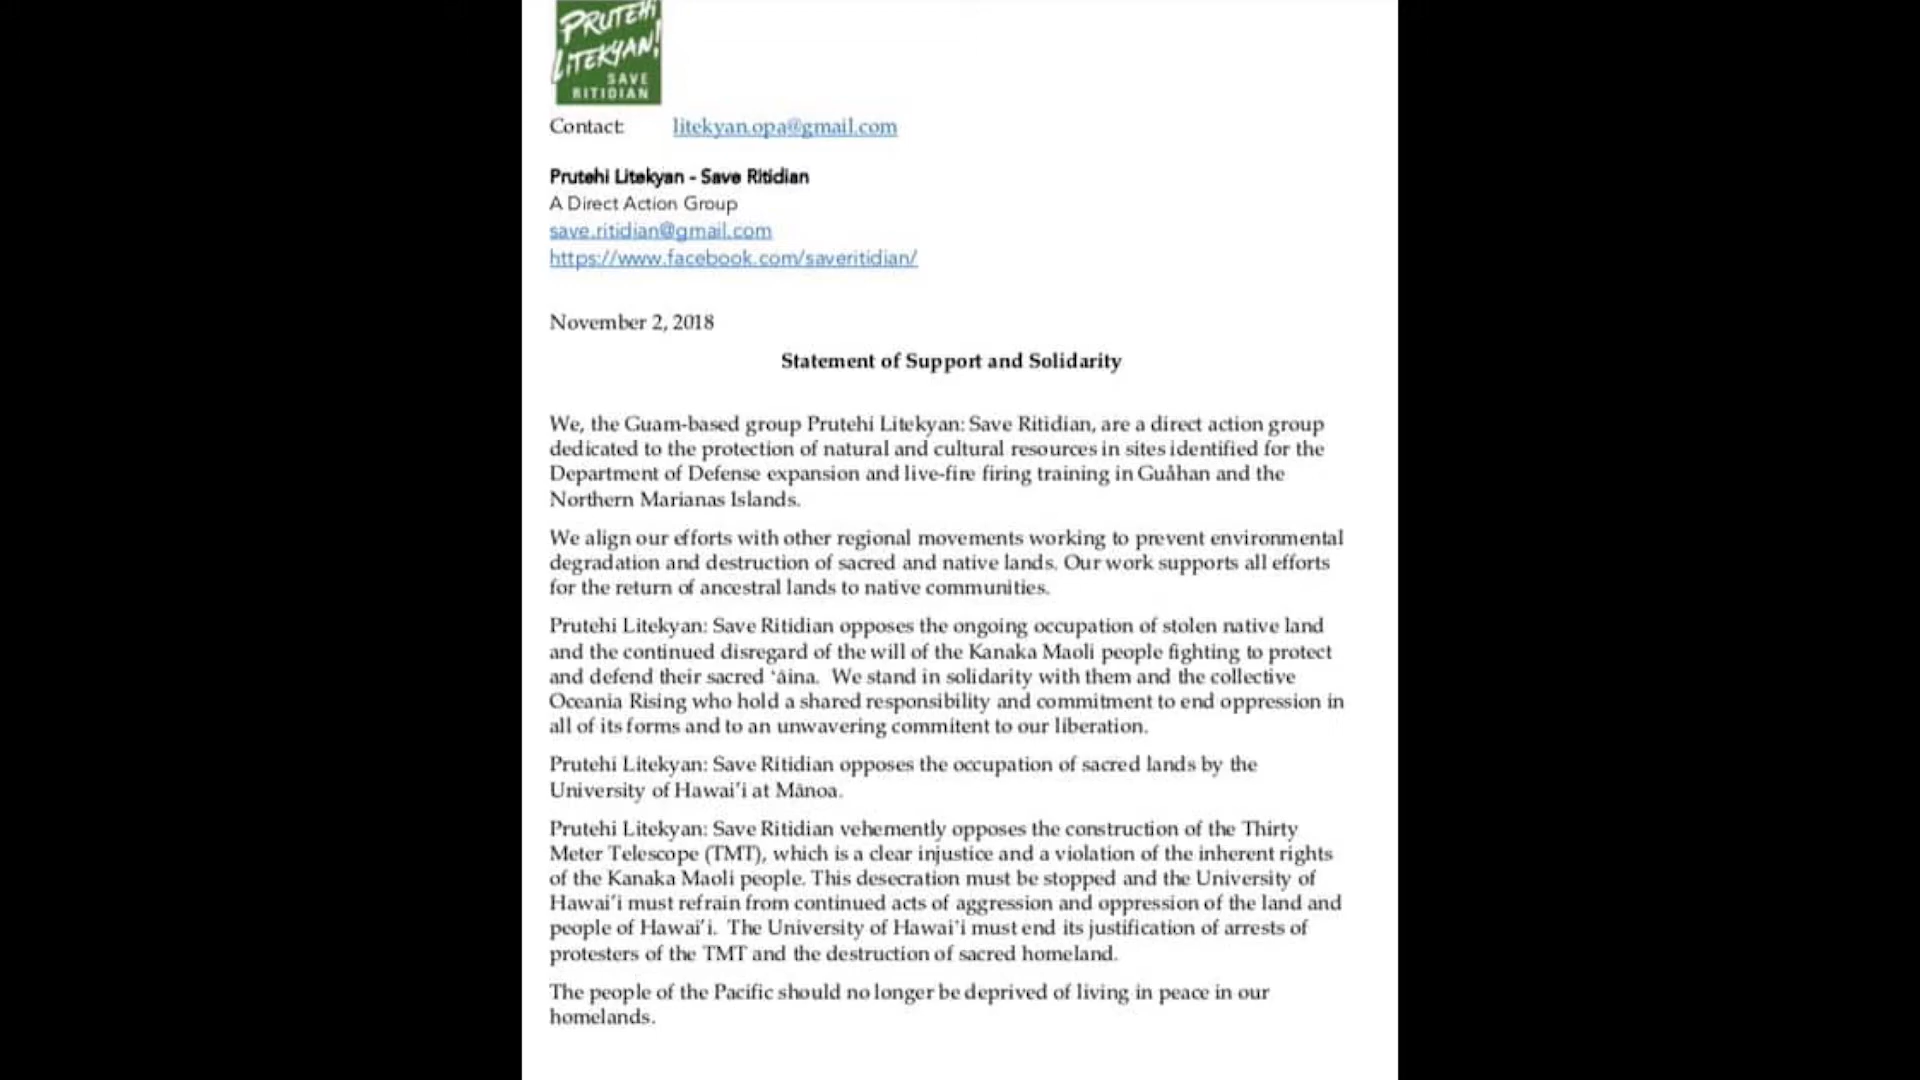 PRUTEHI
LITEKYAN!
SAVE
RITIDIAN
Contact: litekyan.opa@gmail.com
Prutehi Litekyan - Save Ritidian
A Direct Action Group
save.ritidian@gmail.com
https://www.facebook.com/saveritidian/
November 2, 2018
Statement of Support and Solidarity
We, the Guam-based group Prutehi Litekyan: Save Ritidian, are a direct action group
dedicated to the protection of natural and cultural resources in sites identified for the
Department of Defense expansion and live-fire firing training in Guåhan and the
Northern Marianas Islands.
We align our efforts with other regional movements working to prevent environmental
degradation and destruction of sacred and native lands. Our work supports all efforts
for the return of ancestral lands to native communities.
Prutehi Litekyan: Save Ritidian opposes the ongoing occupation of stolen native land
and the continued disregard of the will of the Kanaka Maoli people fighting to protect
and defend their sacred ʻāina. We stand in solidarity with them and the collective
Oceania Rising who hold a shared responsibility and commitment to end oppression in
all of its forms and to an unwavering commitent to our liberation.
Prutehi Litekyan: Save Ritidian opposes the occupation of sacred lands by the
University of Hawai'i at Mānoa.
Prutehi Litekyan: Save Ritidian vehemently opposes the construction of the Thirty
Meter Telescope (TMT), which is a clear injustice and a violation of the inherent rights
of the Kanaka Maoli people. This desecration must be stopped and the University of
Hawai'i must refrain from continued acts of aggression and oppression of the land and
people of Hawai'i. The University of Hawai'i must end its justification of arrests of
protesters of the TMT and the destruction of sacred homeland.
The people of the Pacific should no longer be deprived of living in peace in our
homelands.